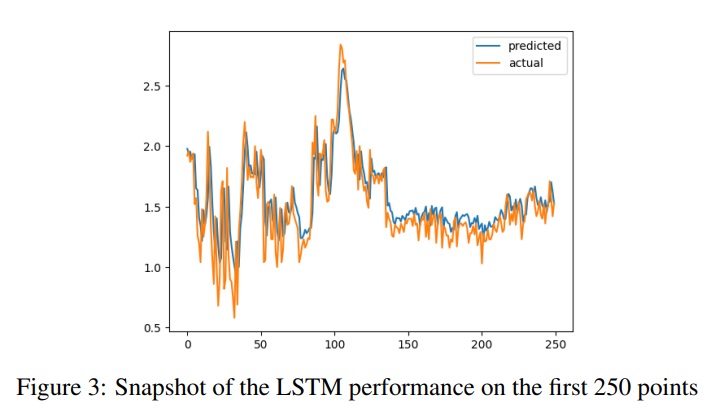 predicted
actual
2.5
2.0
1.5
1.0
0.5
0 50 100 150 200 250
Figure 3: Snapshot of the LSTM performance on the first 250 points